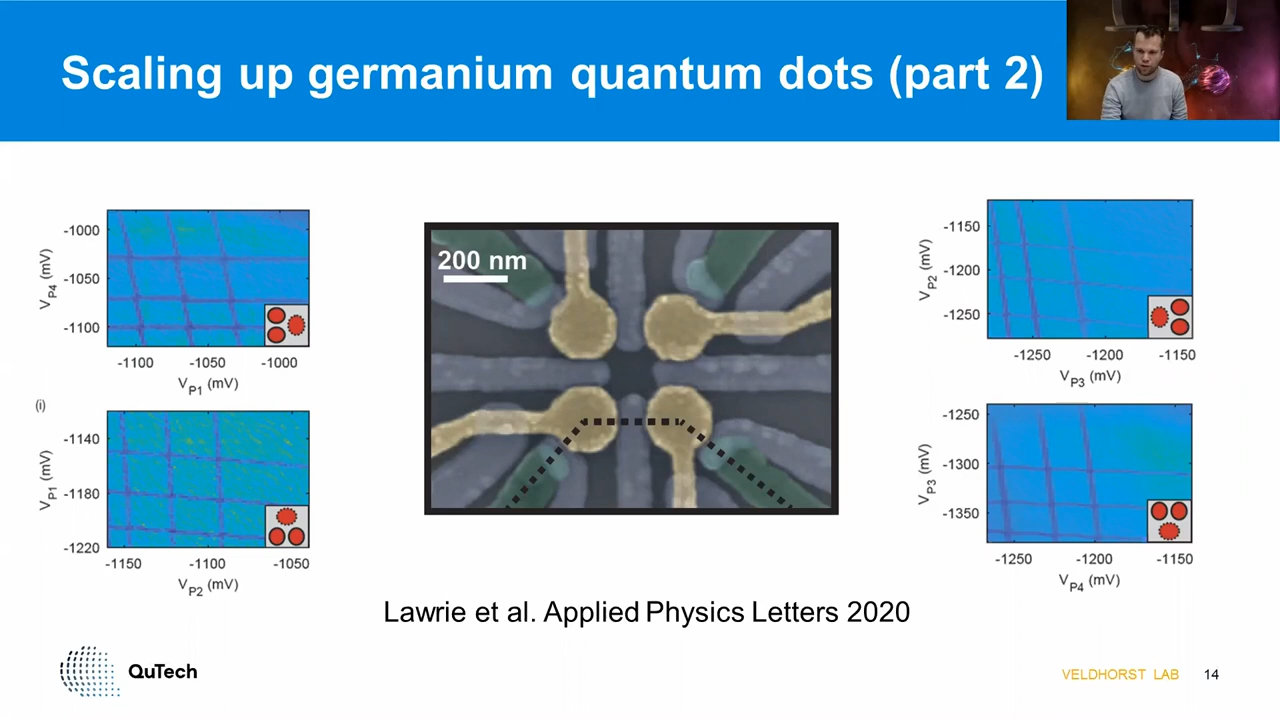 Scaling up germanium quantum dots (part 2)
-1000
-1050
-1100
VP4 (mV)
-1100 -1050 -1000
VP1 (mV)
(i)
-1140
-1180
-1220
VP1 (mV)
-1150 -1100 -1050
VP2 (mV)
200 nm
-1150
-1200
-1250
VP2 (mV)
-1250 -1200 -1150
VP3 (mV)
-1250
-1300
-1350
VP3 (mV)
-1250 -1200 -1150
VP4 (mV)
Lawrie et al. Applied Physics Letters 2020
QuTech
VELDHORST LAB 14